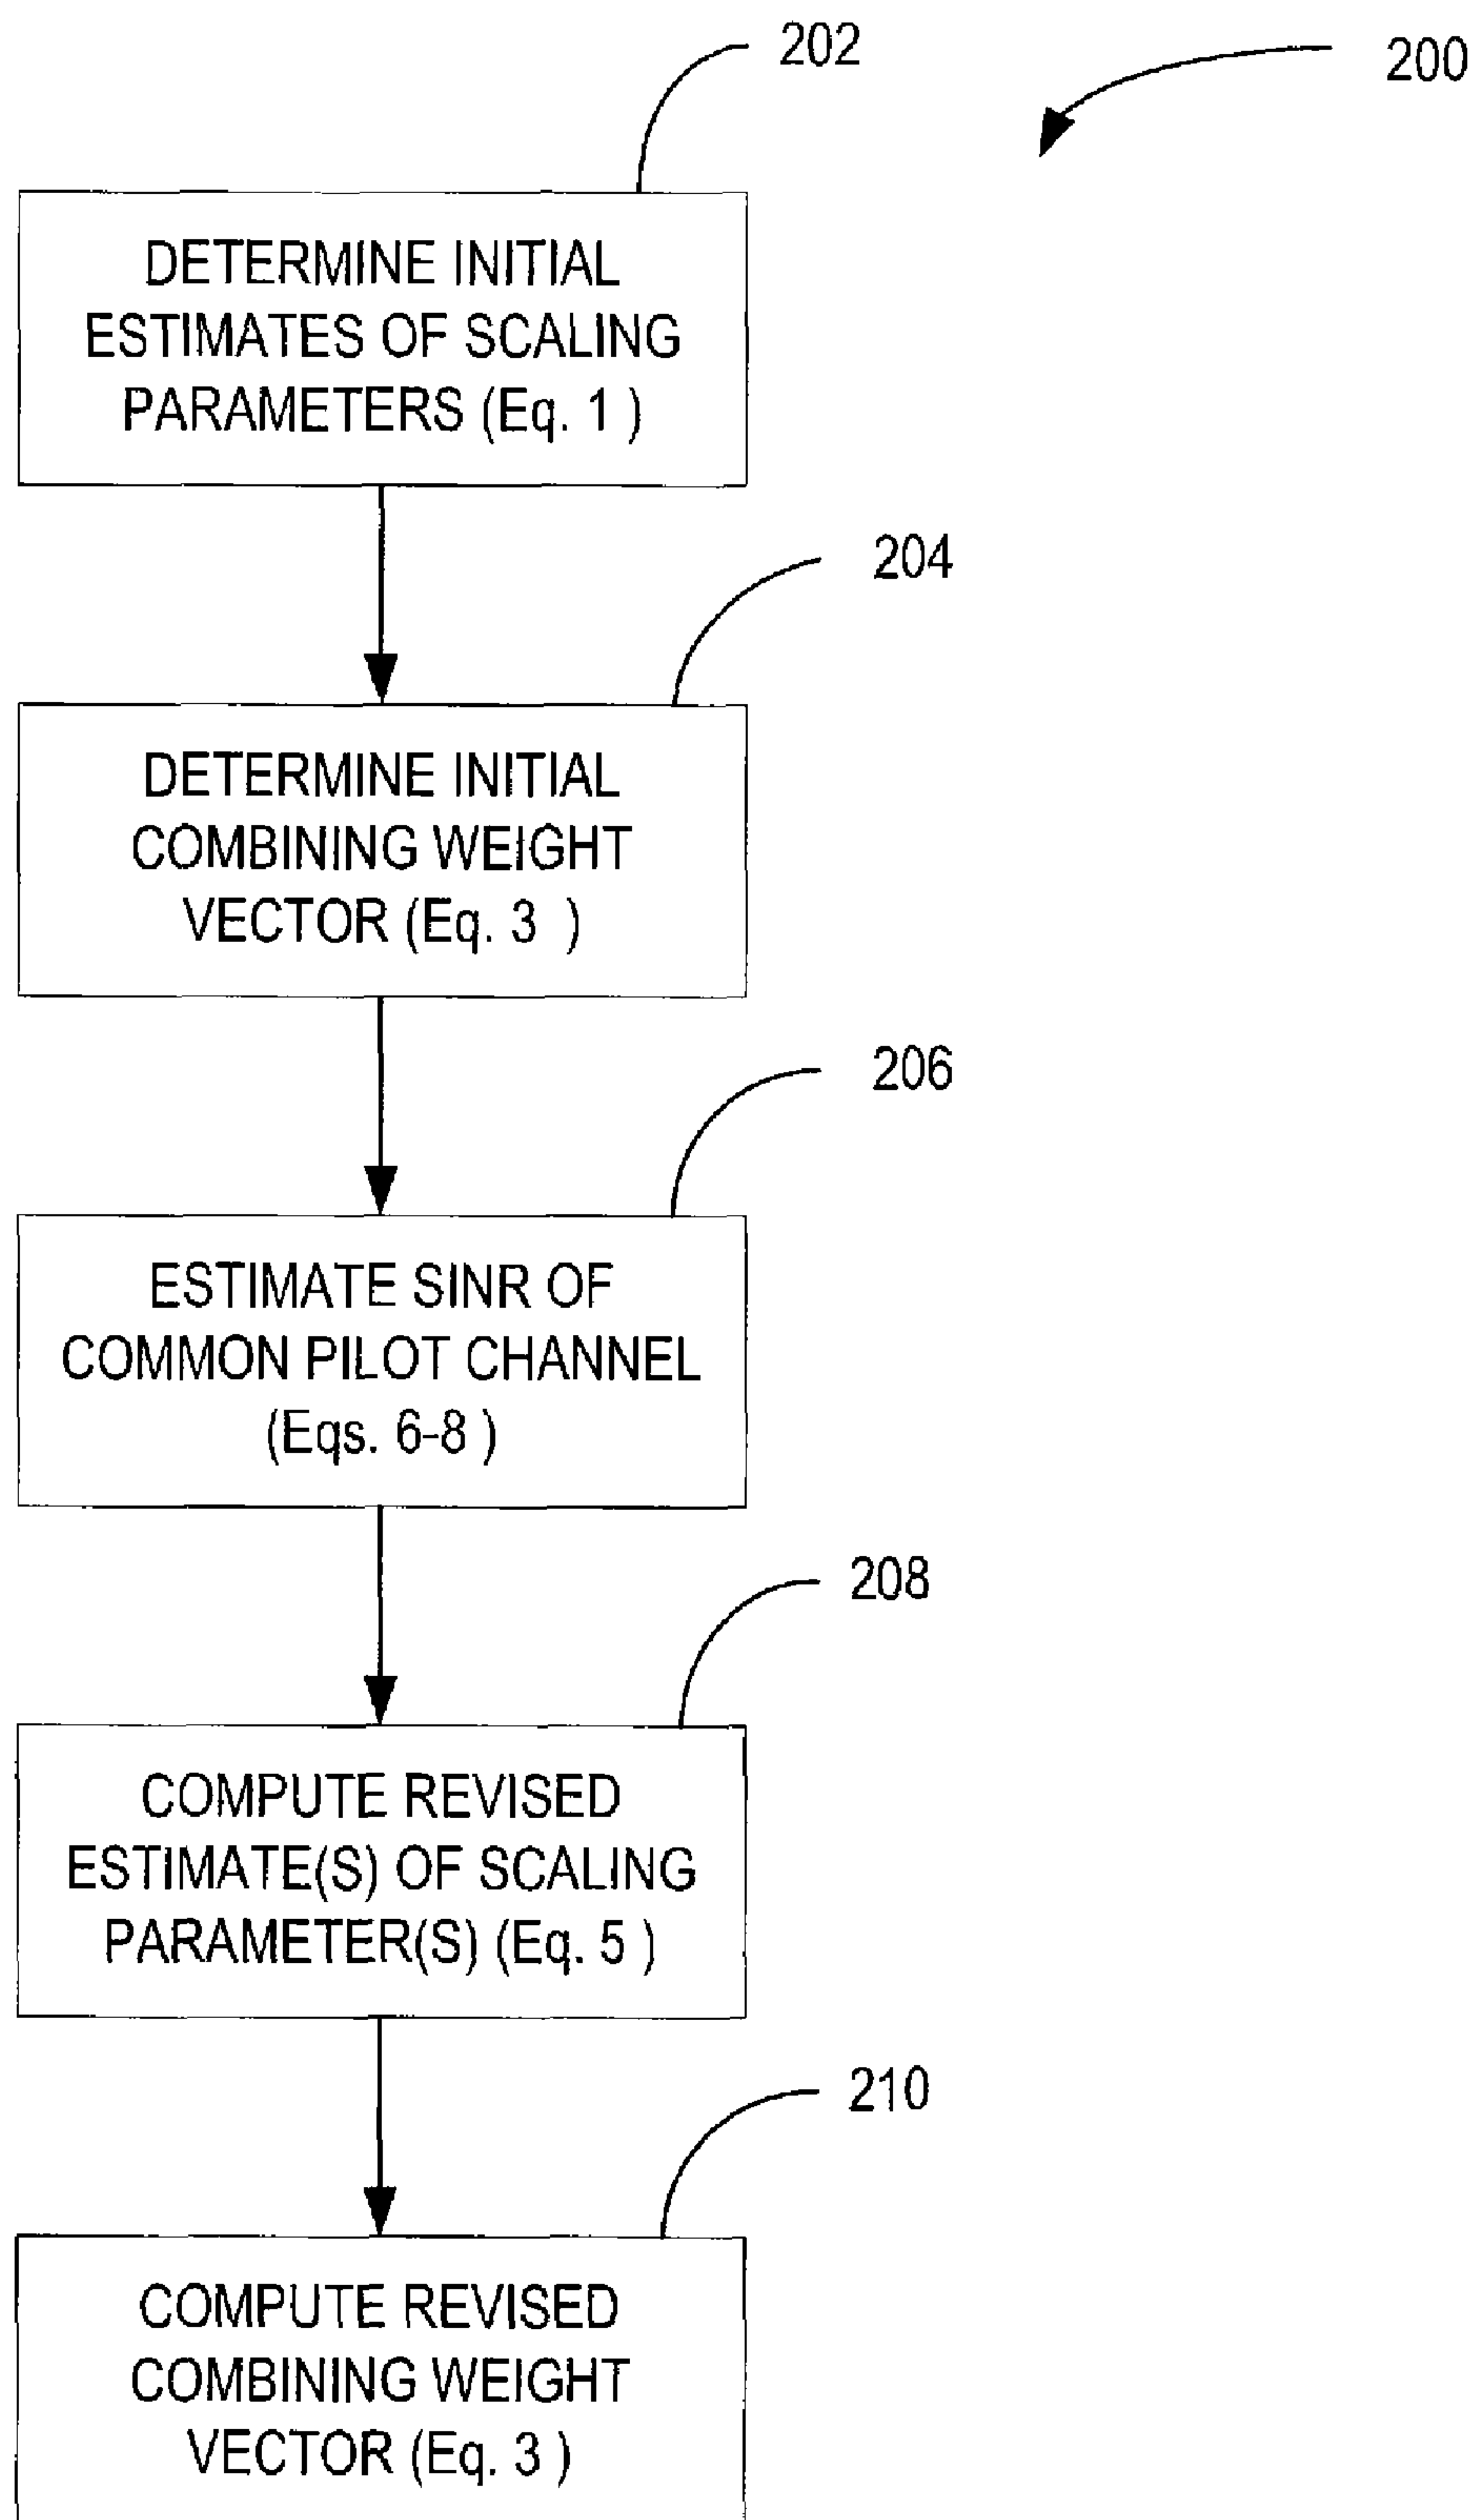 202
200
DETERMINE INITIAL
ESTIMATES OF SCALING
PARAMETERS (Eq. 1 )
204
DETERMINE INITIAL
COMBINING WEIGHT
VECTOR (Eq. 3 )
206
ESTIMATE SINR OF
COMMON PILOT CHANNEL
(Eqs. 6-8 )
208
COMPUTE REVISED
ESTIMATE(S) OF SCALING
PARAMETER(S) (Eq. 5 )
210
COMPUTE REVISED
COMBINING WEIGHT
VECTOR (Eq. 3 )